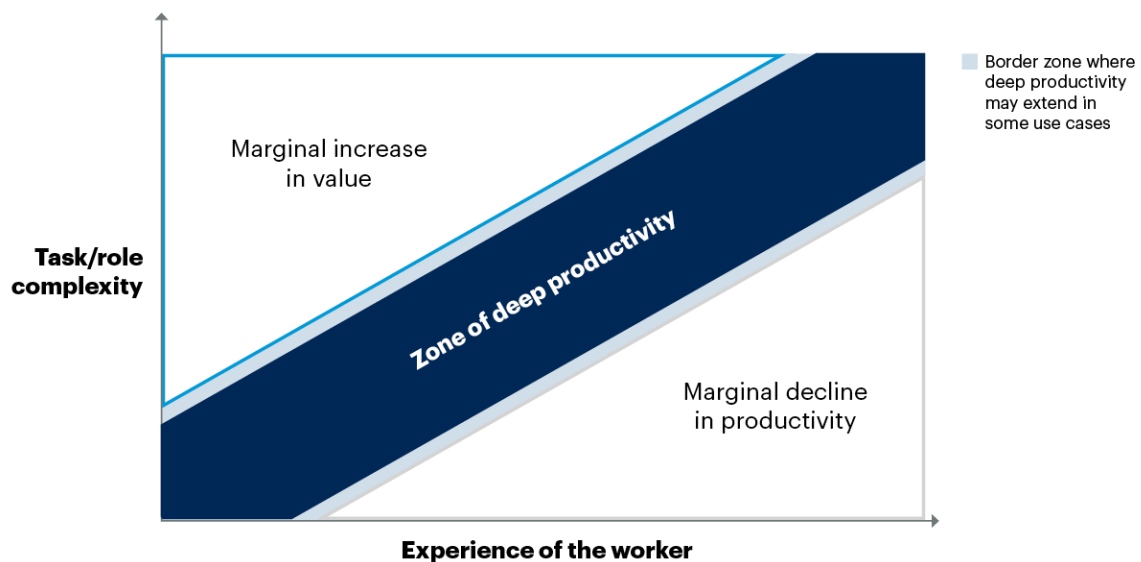 Border zone where
deep productivity
may extend in
some use cases
Marginal increase
in value
Task/role
complexity
Zone of deep productivity
Marginal decline
in productivity
Experience of the worker